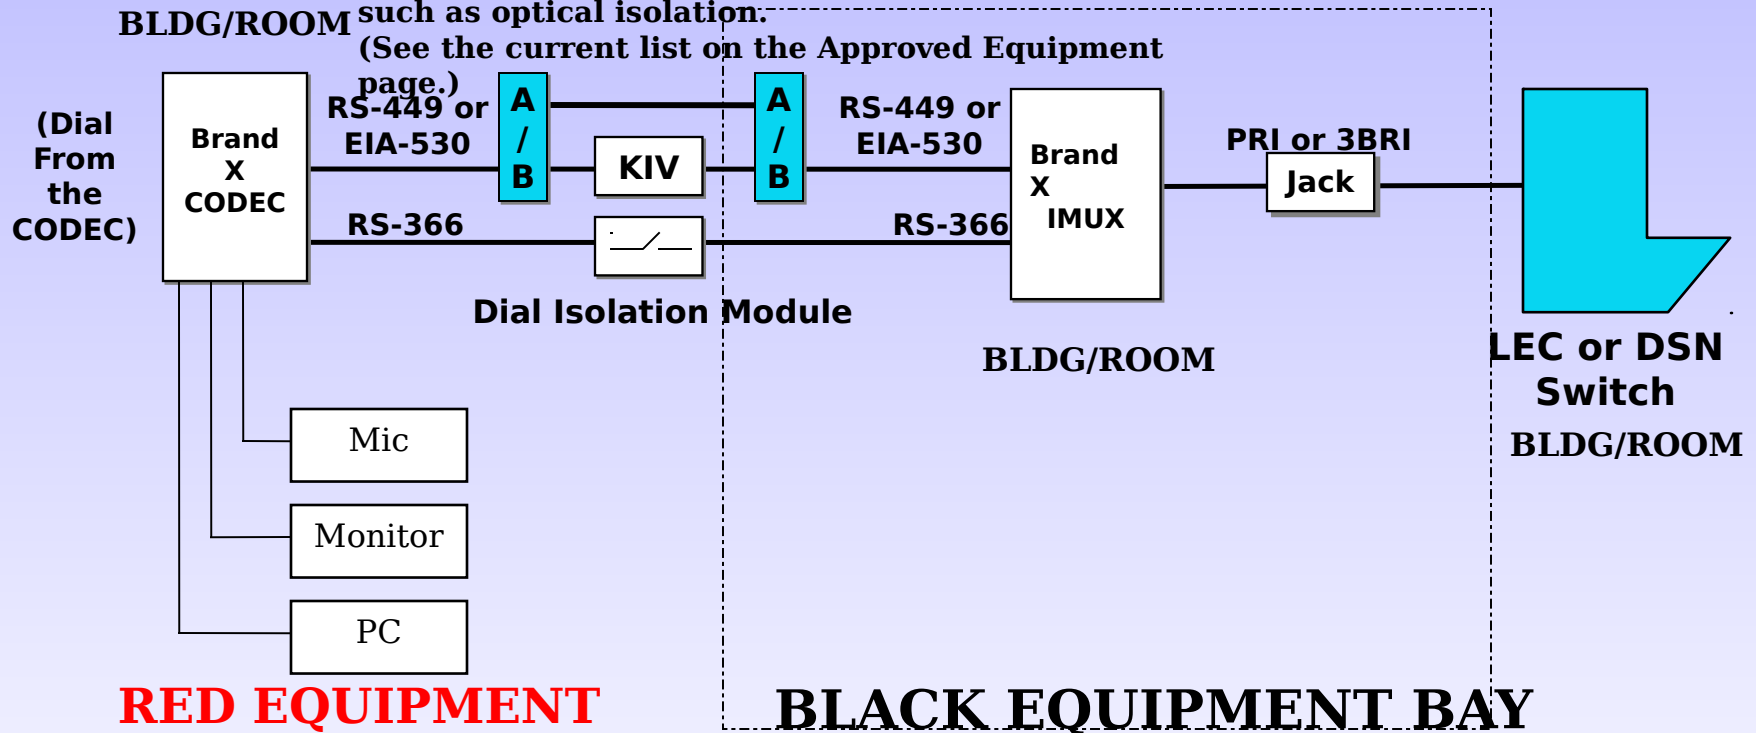 BLDG/ROOM
such as optical isolation.
(See the current list on the Approved Equipment
page.)
(Dial
From
the
CODEC)
Brand
X
CODEC
RS-449 or
EIA-530
A
/
B
KIV
A
/
B
RS-449 or
EIA-530
Brand
X
IMUX
PRI or 3BRI
Jack
RS-366
RS-366
Dial Isolation Module
BLDG/ROOM
LEC or DSN
Switch
BLDG/ROOM
Mic
Monitor
PC
RED EQUIPMENT
BLACK EQUIPMENT BAY